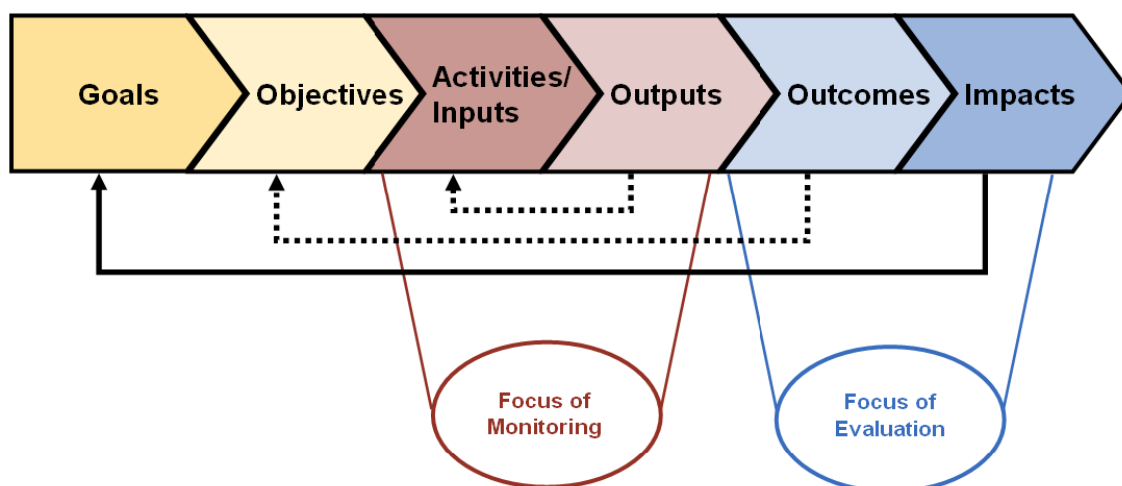 Goals
Objectives
Activities/
Inputs
Outputs
Outcomes
Impacts
Focus of
Monitoring
Focus of
Evaluation